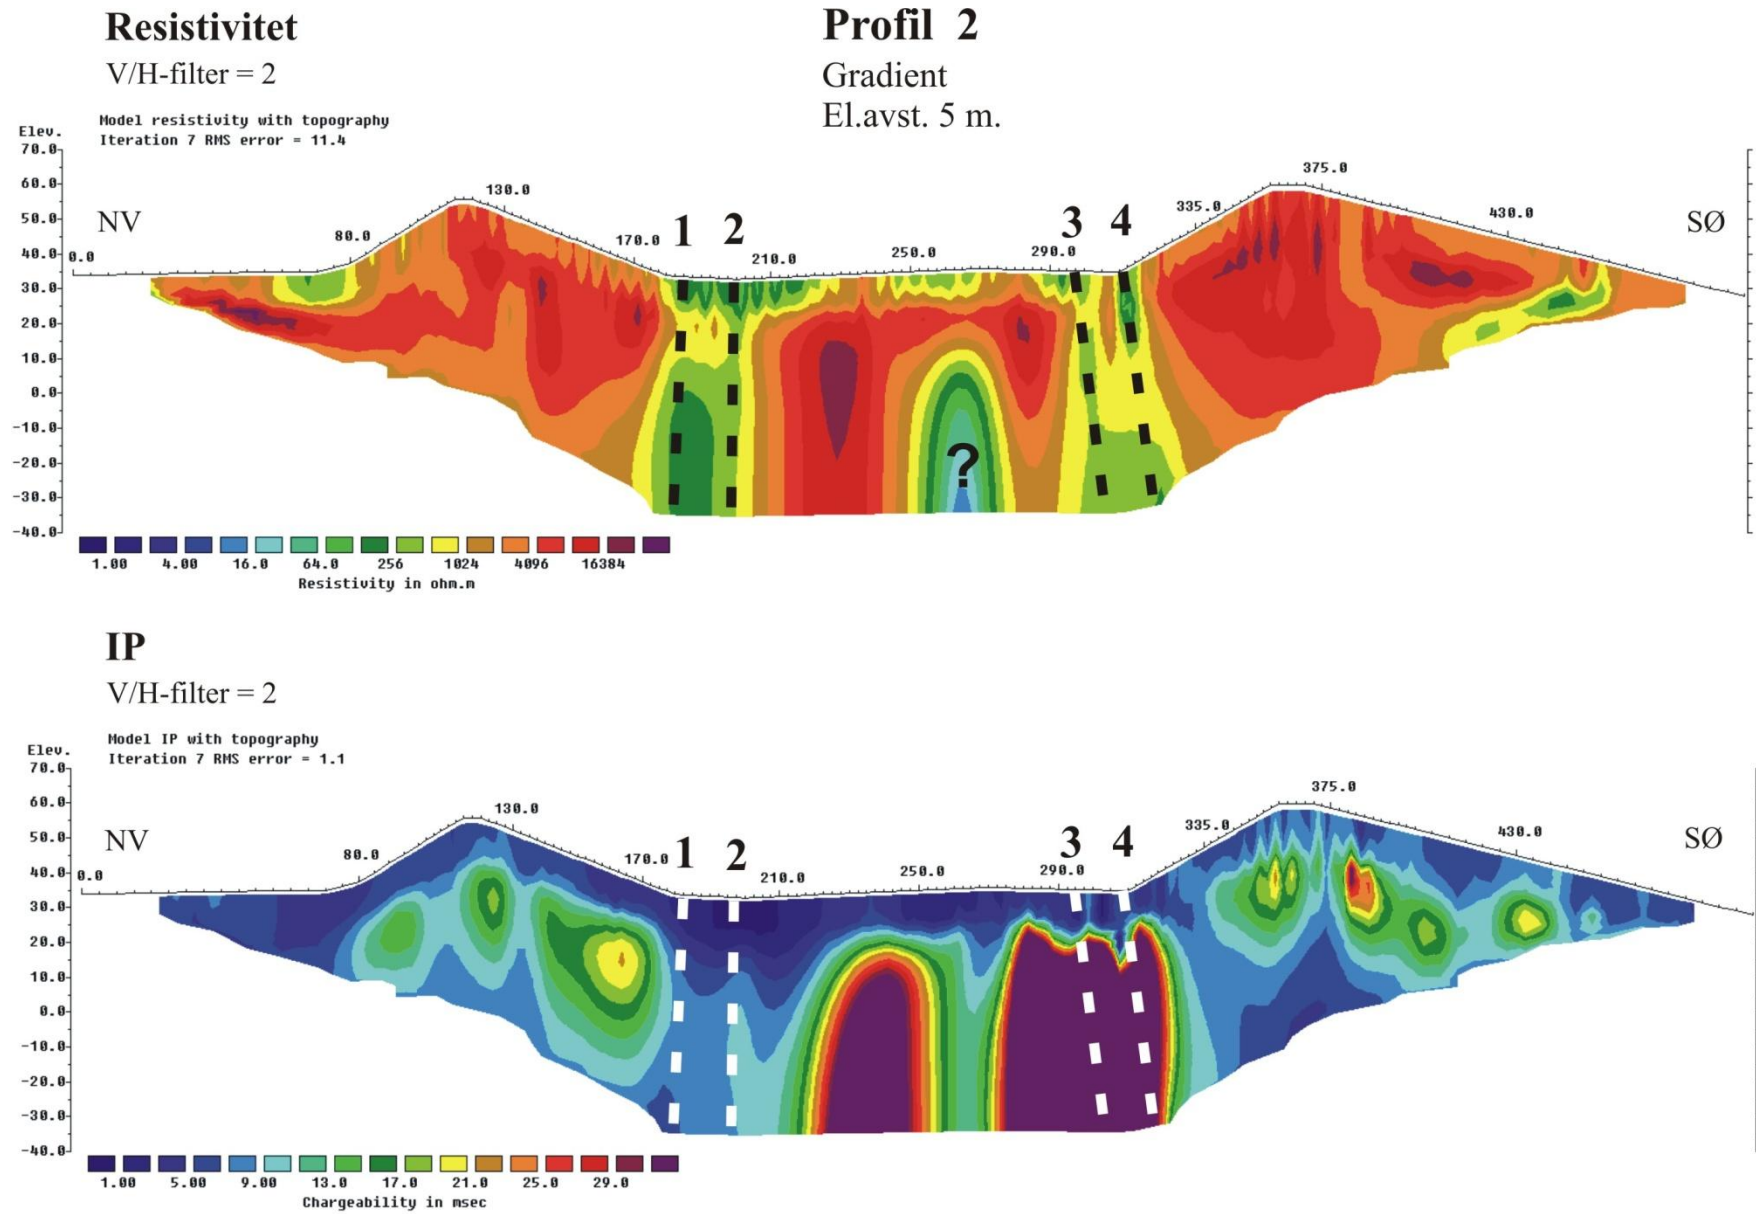 Resistivitet
V/H-filter = 2
Profil 2
Gradient
El.avst. 5 m.
Model resistivity with topography
Iteration 7 RMS error = 11.4
Elev.
70.0
60.0
50.0
40.0
30.0
20.0
10.0
0.0
-10.0
-20.0
-30.0
-40.0
NV
SØ
0.0
80.0
130.0
170.0
210.0
250.0
290.0
335.0
375.0
430.0
1
2
3
4
?
1.00 4.00 16.0 64.0 256 1024 4096 16384
Resistivity in ohm.m
IP
V/H-filter = 2
Model IP with topography
Iteration 7 RMS error = 1.1
Elev.
70.0
60.0
50.0
40.0
30.0
20.0
10.0
0.0
-10.0
-20.0
-30.0
-40.0
NV
SØ
0.0
80.0
130.0
170.0
210.0
250.0
290.0
335.0
375.0
430.0
1
2
3
4
1.00 5.00 9.00 13.0 17.0 21.0 25.0 29.0
Chargeability in msec